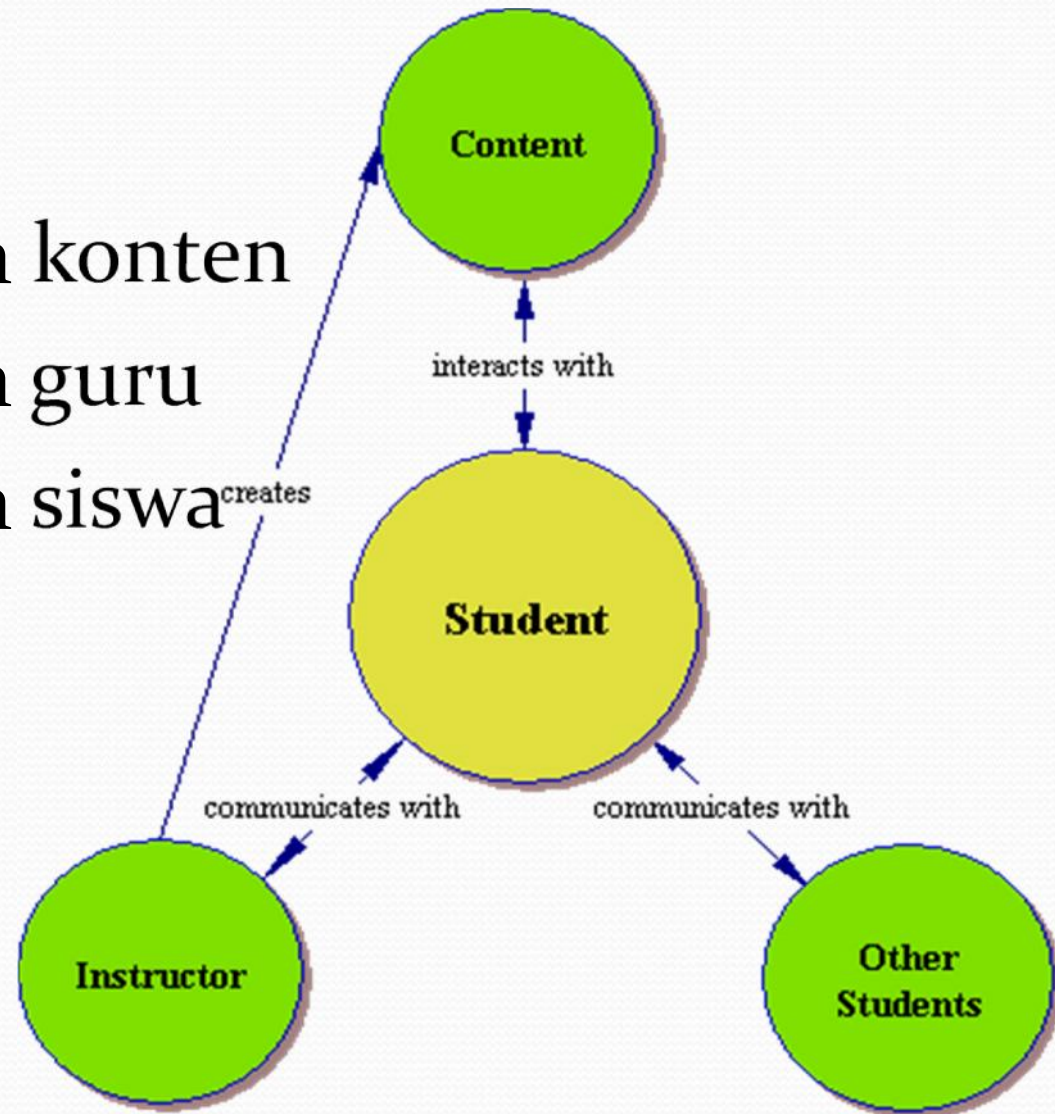 konten
guru
siswa
Content
interacts with
creates
Student
communicates with
communicates with
Instructor
Other
Students